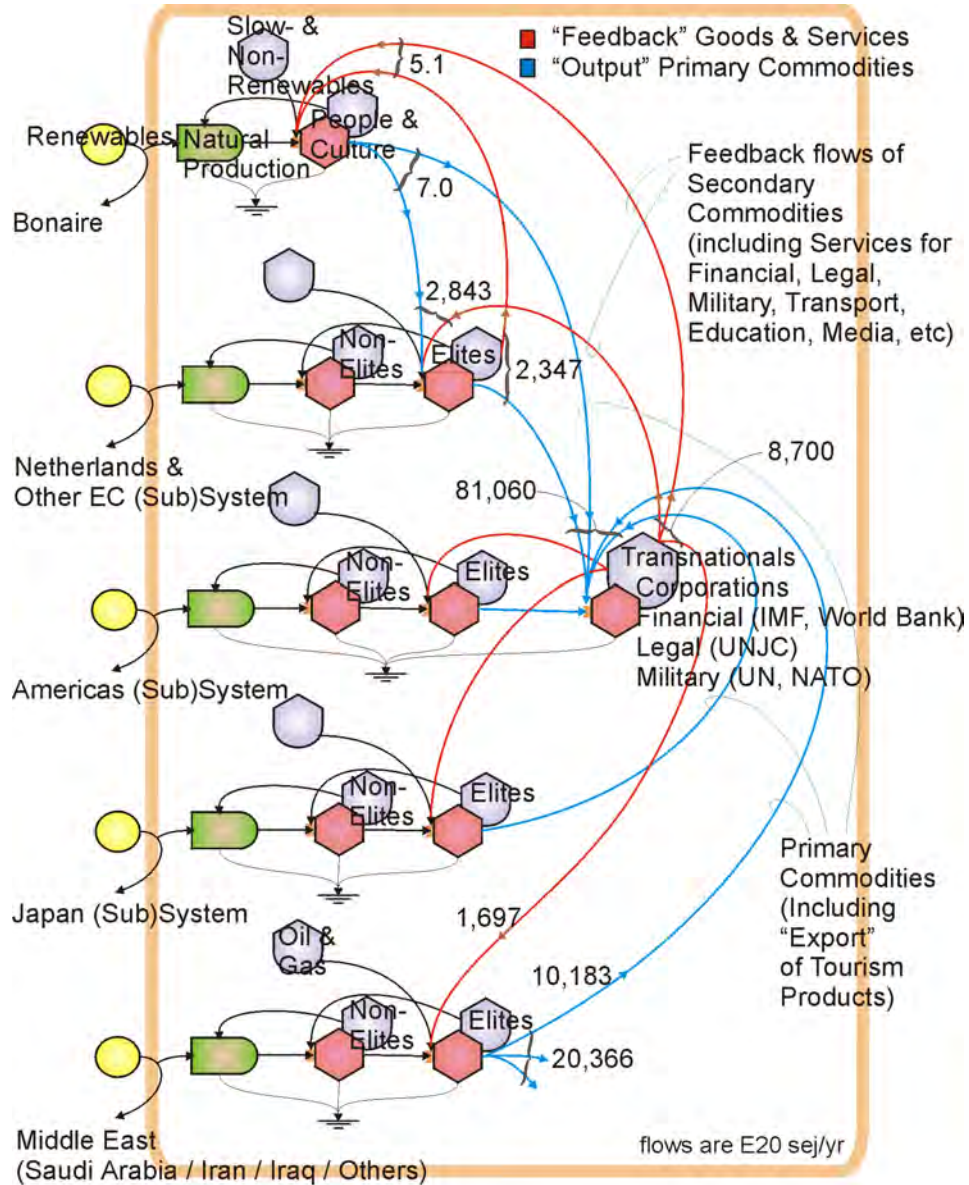 Slow- &
Non-
Renewables
"Feedback" Goods & Services
"Output" Primary Commodities
5.1
Renewables
Natural
Production
People &
Culture
7.0
Bonaire
Feedback flows of
Secondary
Commodities
(including Services for
Financial, Legal,
Military, Transport,
Education, Media, etc)
2,843
Non-
Elites
Elites
2,347
Netherlands &
Other EC (Sub)System
8,700
81,060
Non-
Elites
Elites
Transnationals
Corporations
Financial (IMF, World Bank)
Legal (UNJC)
Military (UN, NATO)
Americas (Sub)System
Non-
Elites
Elites
Japan (Sub)System
Primary
Commodities
(Including
"Export"
of Tourism
Products)
1,697
Oil &
Gas
10,183
Non-
Elites
Elites
20,366
Middle East
(Saudi Arabia / Iran / Iraq / Others)
flows are E20 sej/yr